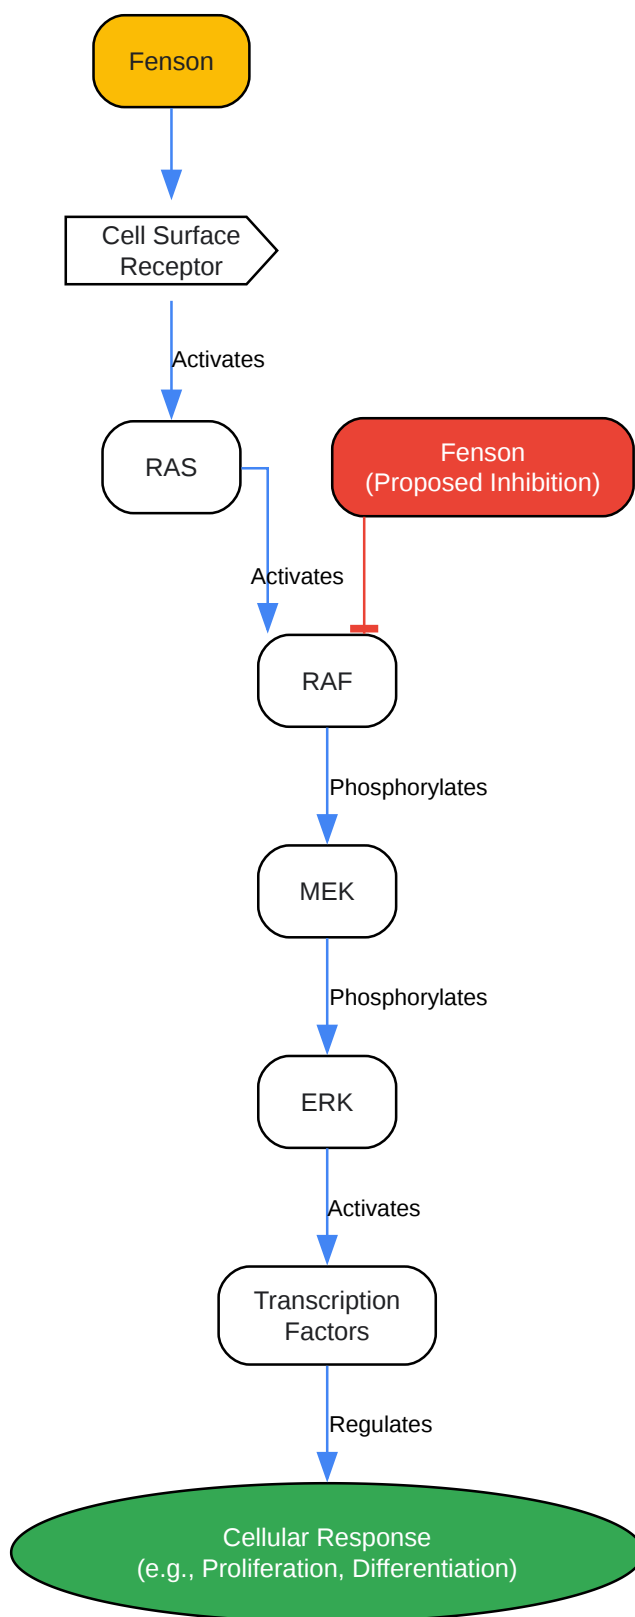 Fenson
Cell Surface
Receptor
Activates
RAS
Fenson
(Proposed Inhibition)
Activates
RAF
Phosphorylates
MEK
Phosphorylates
ERK
Activates
Transcription
Factors
Regulates
Cellular Response
(e.g., Proliferation, Differentiation)